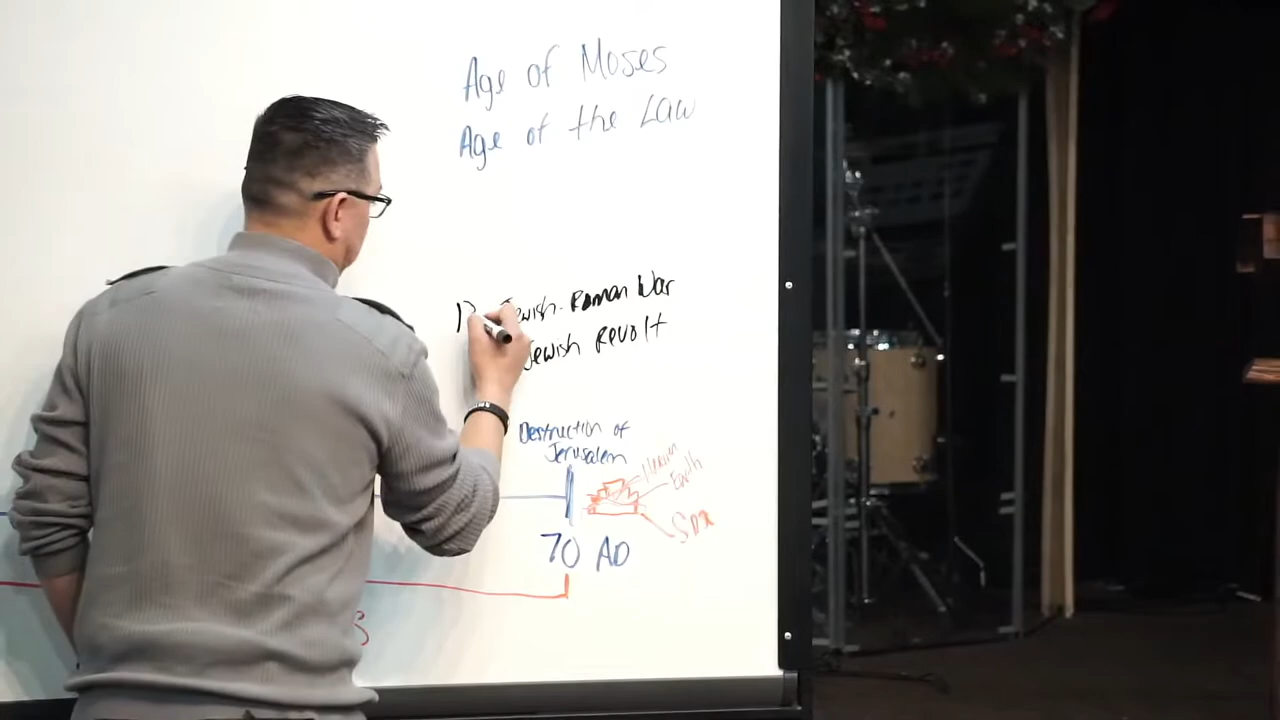 Age of Moses
Age of the Law
Jewish-Roman War
Jewish Revolt
Destruction of
Jerusalem
Heaven
Earth
Sea
70 AD